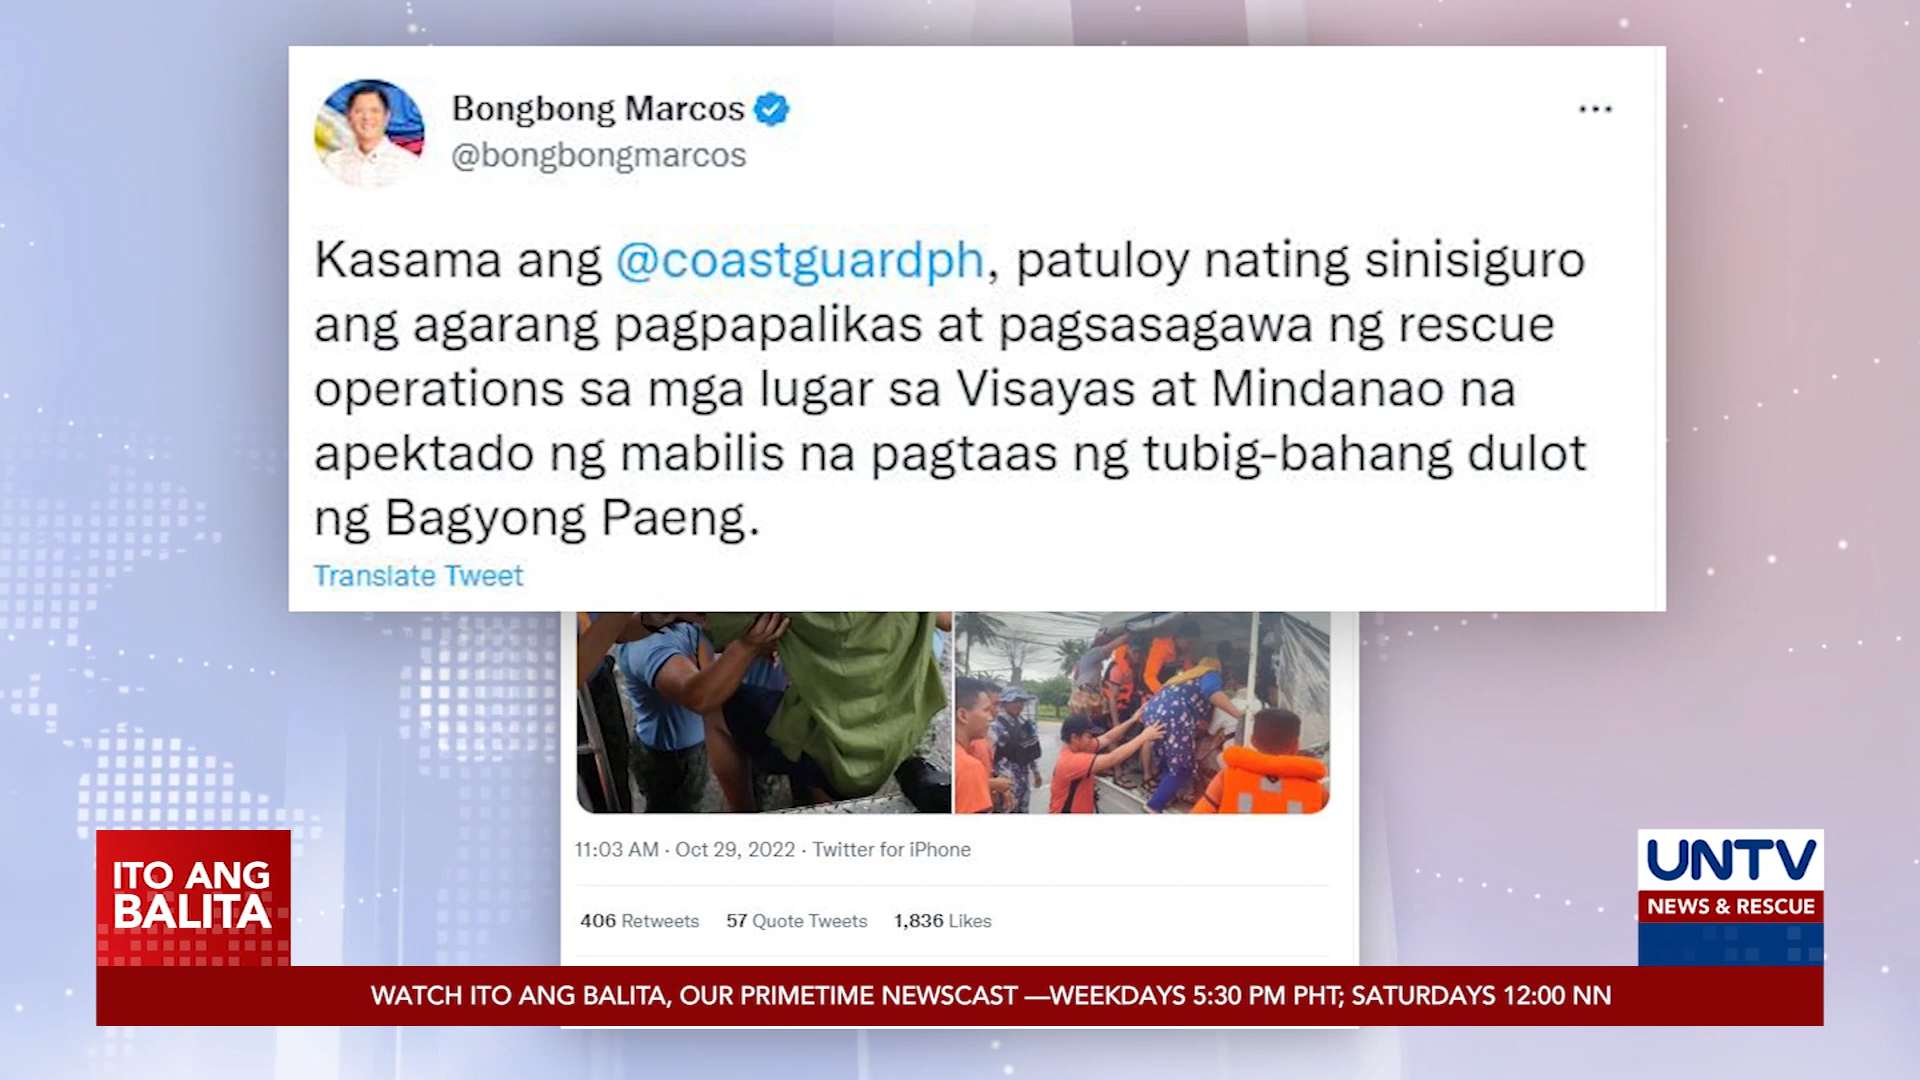 Bongbong Marcos
@bongbongmarcos
Kasama ang @coastguardph, patuloy nating sinisiguro
ang agarang pagpapalikas at pagsasagawa ng rescue
operations sa mga lugar sa Visayas at Mindanao na
apektado ng mabilis na pagtaas ng tubig-bahang dulot
ng Bagyong Paeng.
Translate Tweet
11:03 AM · Oct 29, 2022 · Twitter for iPhone
406 Retweets 57 Quote Tweets 1,836 Likes
ITO ANG
BALITA
UNTV
NEWS & RESCUE
WATCH ITO ANG BALITA, OUR PRIMETIME NEWSCAST —WEEKDAYS 5:30 PM PHT; SATURDAYS 12:00 NN